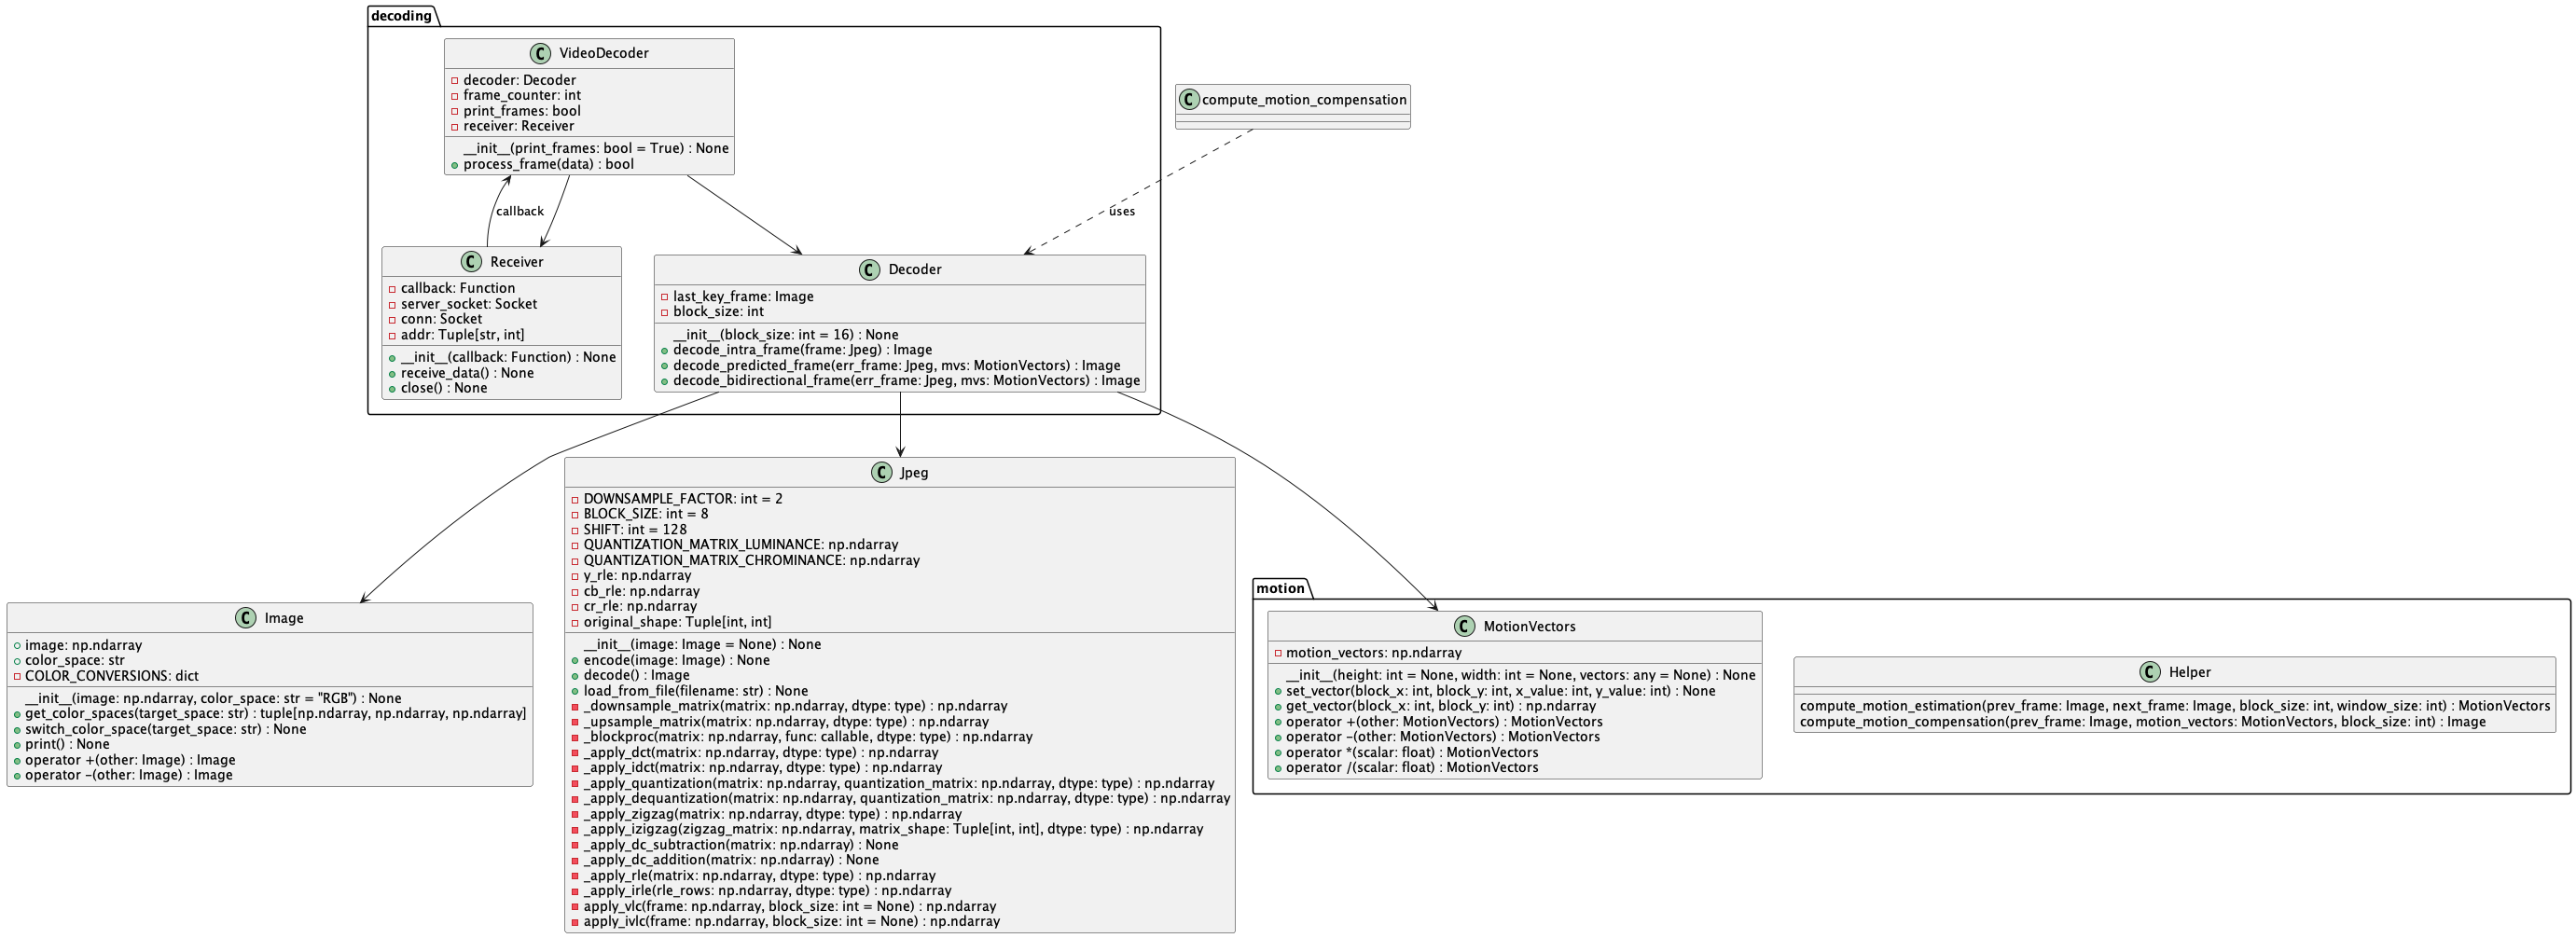 decoding
VideoDecoder
decoder: Decoder
frame_counter: int
print_frames: bool
receiver: Receiver
__init__(print_frames: bool = True) : None
process_frame(data) : bool
compute_motion_compensation
callback
uses
Receiver
callback: Function
server_socket: Socket
conn: Socket
addr: Tuple[str, int]
__init__(callback: Function) : None
receive_data() : None
close() : None
Decoder
last_key_frame: Image
block_size: int
__init__(block_size: int = 16) : None
decode_intra_frame(frame: Jpeg) : Image
decode_predicted_frame(err_frame: Jpeg, mvs: MotionVectors) : Image
decode_bidirectional_frame(err_frame: Jpeg, mvs: MotionVectors) : Image
Image
image: np.ndarray
color_space: str
COLOR_CONVERSIONS: dict
__init__(image: np.ndarray, color_space: str = "RGB") : None
get_color_spaces(target_space: str) : tuple[np.ndarray, np.ndarray, np.ndarray]
switch_color_space(target_space: str) : None
print() : None
operator +(other: Image) : Image
operator -(other: Image) : Image
Jpeg
DOWNSAMPLE_FACTOR: int = 2
BLOCK_SIZE: int = 8
SHIFT: int = 128
QUANTIZATION_MATRIX_LUMINANCE: np.ndarray
QUANTIZATION_MATRIX_CHROMINANCE: np.ndarray
y_rle: np.ndarray
cb_rle: np.ndarray
cr_rle: np.ndarray
original_shape: Tuple[int, int]
__init__(image: Image = None) : None
encode(image: Image) : None
decode() : Image
load_from_file(filename: str) : None
_downsample_matrix(matrix: np.ndarray, dtype: type) : np.ndarray
_upsample_matrix(matrix: np.ndarray, dtype: type) : np.ndarray
_blockproc(matrix: np.ndarray, func: callable, dtype: type) : np.ndarray
_apply_dct(matrix: np.ndarray, dtype: type) : np.ndarray
_apply_idct(matrix: np.ndarray, dtype: type) : np.ndarray
_apply_quantization(matrix: np.ndarray, quantization_matrix: np.ndarray, dtype: type) : np.ndarray
_apply_dequantization(matrix: np.ndarray, quantization_matrix: np.ndarray, dtype: type) : np.ndarray
_apply_zigzag(matrix: np.ndarray, dtype: type) : np.ndarray
_apply_izigzag(zigzag_matrix: np.ndarray, matrix_shape: Tuple[int, int], dtype: type) : np.ndarray
_apply_dc_subtraction(matrix: np.ndarray) : None
_apply_dc_addition(matrix: np.ndarray) : None
_apply_rle(matrix: np.ndarray, dtype: type) : np.ndarray
_apply_irle(rle_rows: np.ndarray, dtype: type) : np.ndarray
apply_vlc(frame: np.ndarray, block_size: int = None) : np.ndarray
apply_ivlc(frame: np.ndarray, block_size: int = None) : np.ndarray
motion
MotionVectors
motion_vectors: np.ndarray
__init__(height: int = None, width: int = None, vectors: any = None) : None
set_vector(block_x: int, block_y: int, x_value: int, y_value: int) : None
get_vector(block_x: int, block_y: int) : np.ndarray
operator +(other: MotionVectors) : MotionVectors
operator -(other: MotionVectors) : MotionVectors
operator *(scalar: float) : MotionVectors
operator /(scalar: float) : MotionVectors
Helper
compute_motion_estimation(prev_frame: Image, next_frame: Image, block_size: int, window_size: int) : MotionVectors
compute_motion_compensation(prev_frame: Image, motion_vectors: MotionVectors, block_size: int) : Image